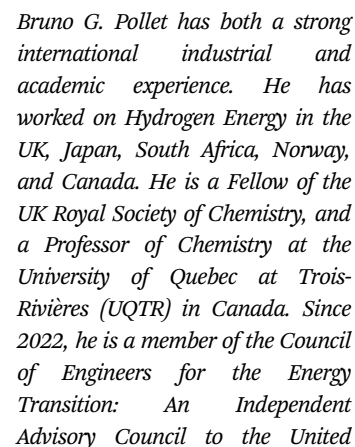 Bruno G. Pollet has both a strong
international industrial and
academic experience. He has
worked on Hydrogen Energy in the
UK, Japan, South Africa, Norway,
and Canada. He is a Fellow of the
UK Royal Society of Chemistry, and
a Professor of Chemistry at the
University of Quebec at Trois-
Rivières (UQTR) in Canada. Since
2022, he is a member of the Council
of Engineers for the Energy
Transition: An Independent
Advisory Council to the United